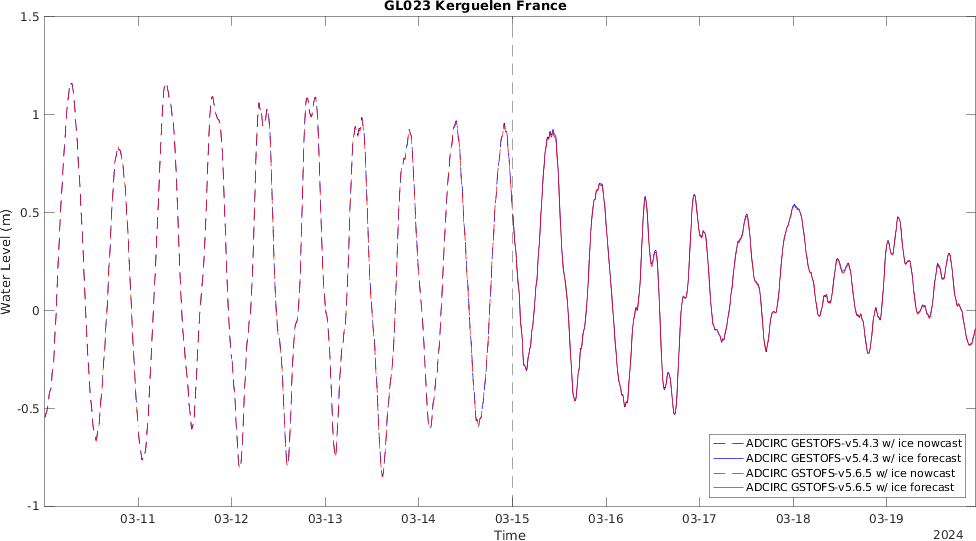 GL023 Kerguelen France
1.5
1
0.5
0
-0.5
-1
Water Level (m)
03-11 03-12 03-13 03-14 03-15 03-16 03-17 03-18 03-19
Time
2024
ADCIRC GESTOFS-v5.4.3 w/ ice nowcast
ADCIRC GESTOFS-v5.4.3 w/ ice forecast
ADCIRC GSTOFS-v5.6.5 w/ ice nowcast
ADCIRC GSTOFS-v5.6.5 w/ ice forecast